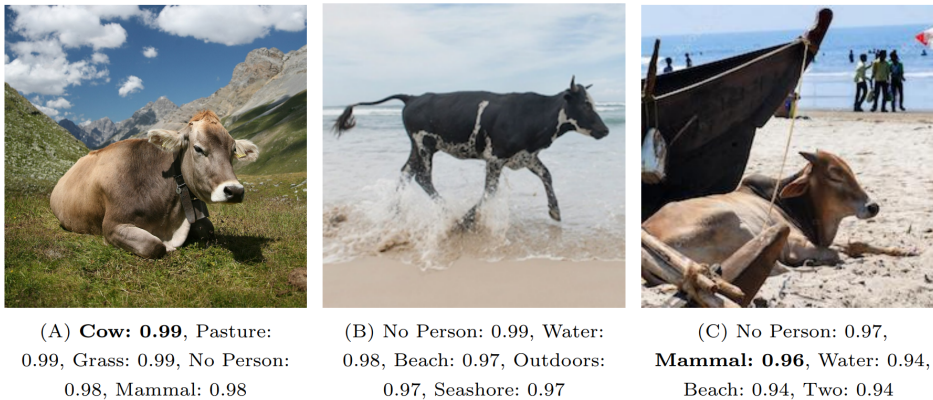 (A) Cow: 0.99, Pasture:
0.99, Grass: 0.99, No Person:
0.98, Mammal: 0.98
(B) No Person: 0.99, Water:
0.98, Beach: 0.97, Outdoors:
0.97, Seashore: 0.97
(C) No Person: 0.97,
Mammal: 0.96, Water: 0.94,
Beach: 0.94, Two: 0.94